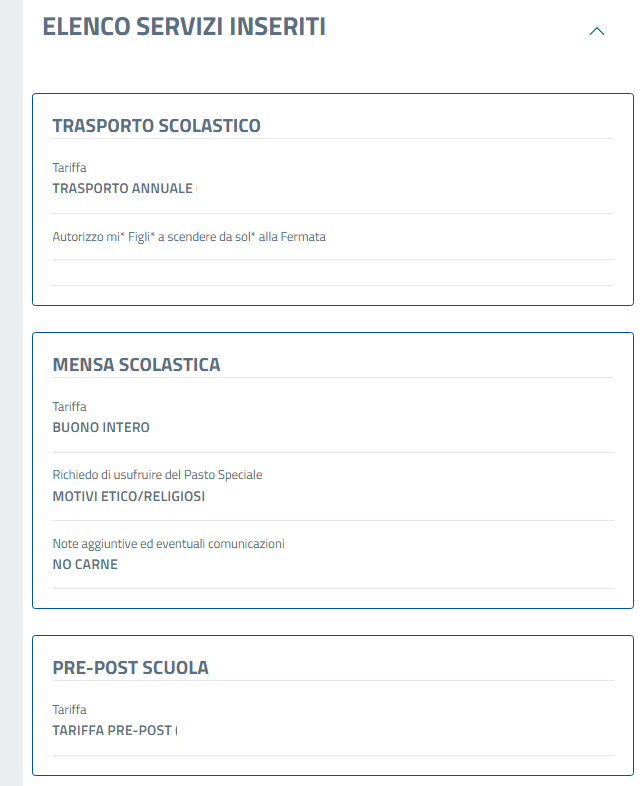 ELENCO SERVIZI INSERITI
TRASPORTO SCOLASTICO
Tariffa
TRASPORTO ANNUALE
Autorizzo mi* Figli* a scendere da sol* alla Fermata
MENSA SCOLASTICA
Tariffa
BUONO INTERO
Richiedo di usufruire del Pasto Speciale
MOTIVI ETICO/RELIGIOSI
Note aggiuntive ed eventuali comunicazioni
NO CARNE
PRE-POST SCUOLA
Tariffa
TARIFFA PRE-POST (